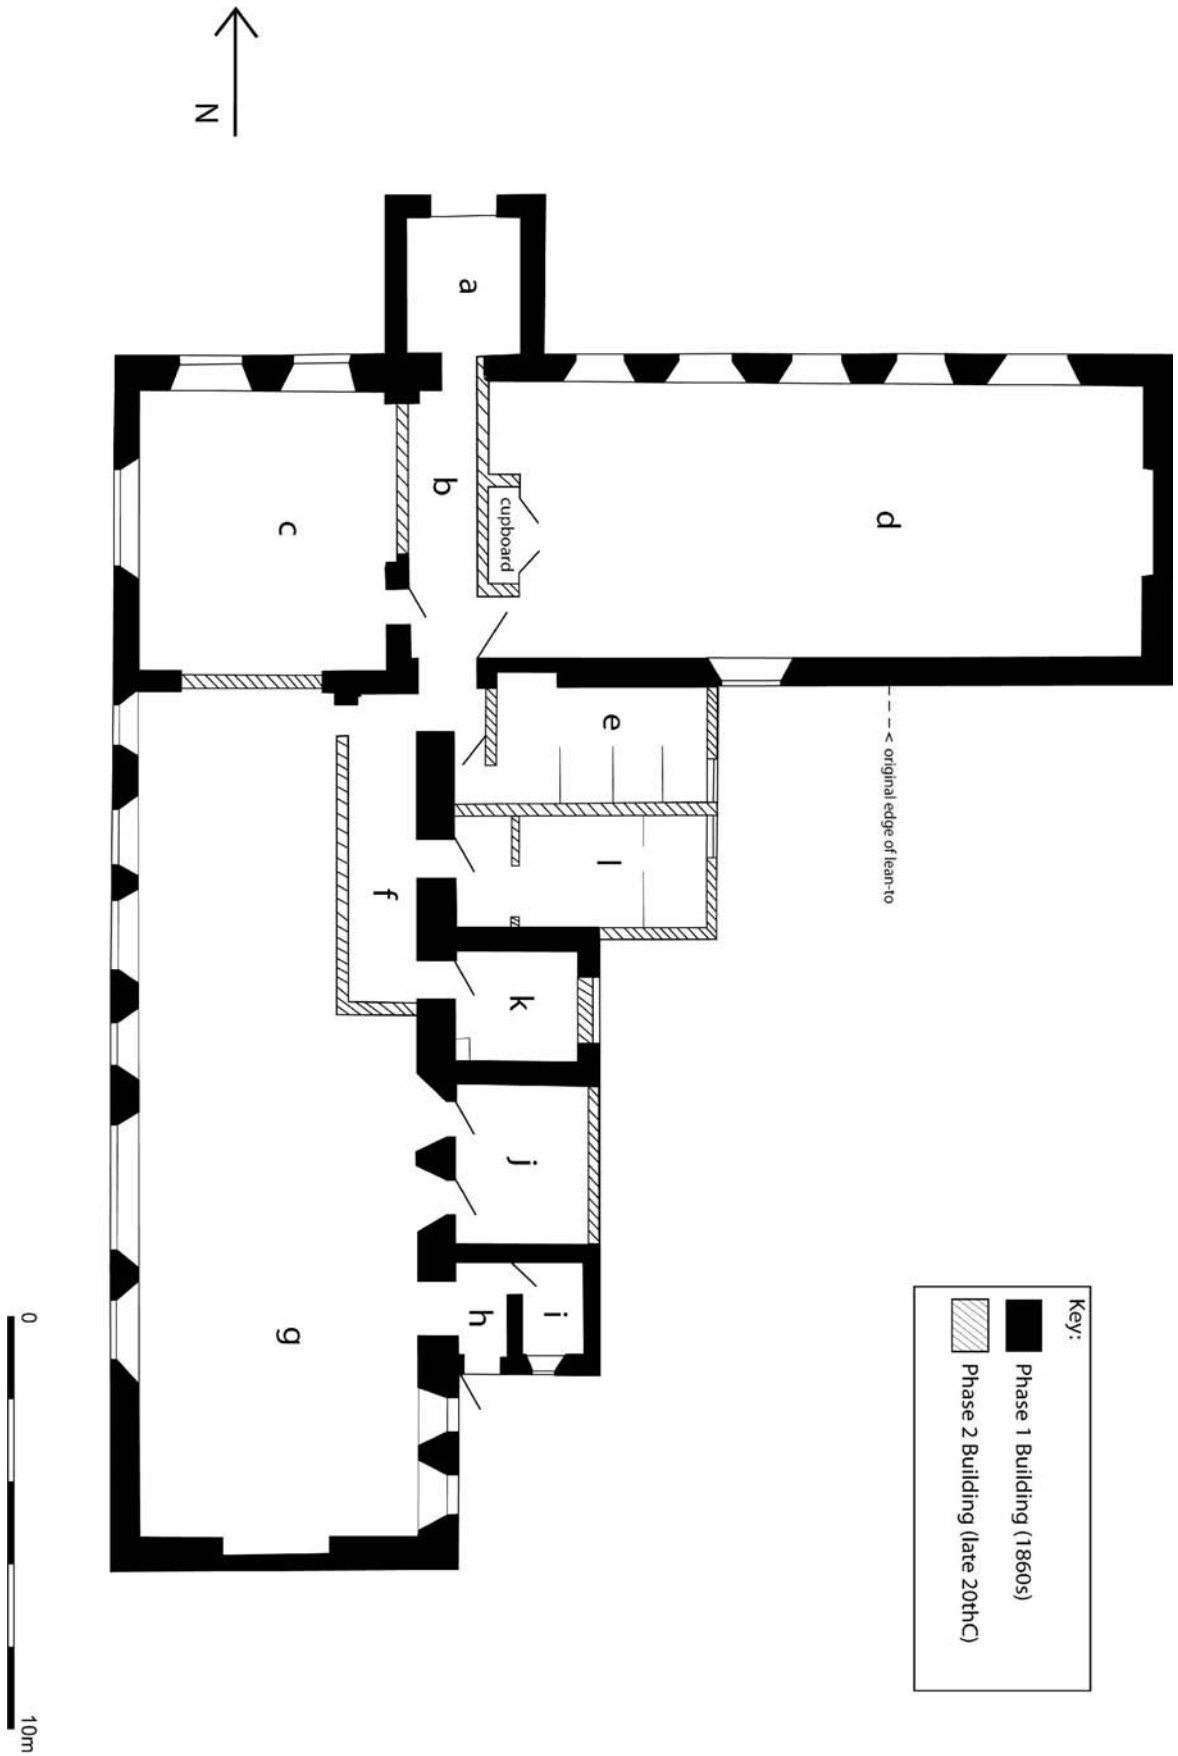 N
a
b
c
cupboard
d
e
< original edge of lean-to
f
l
k
j
g
h
i
Key:
Phase 1 Building (1860s)
Phase 2 Building (late 20thC)
0
10m